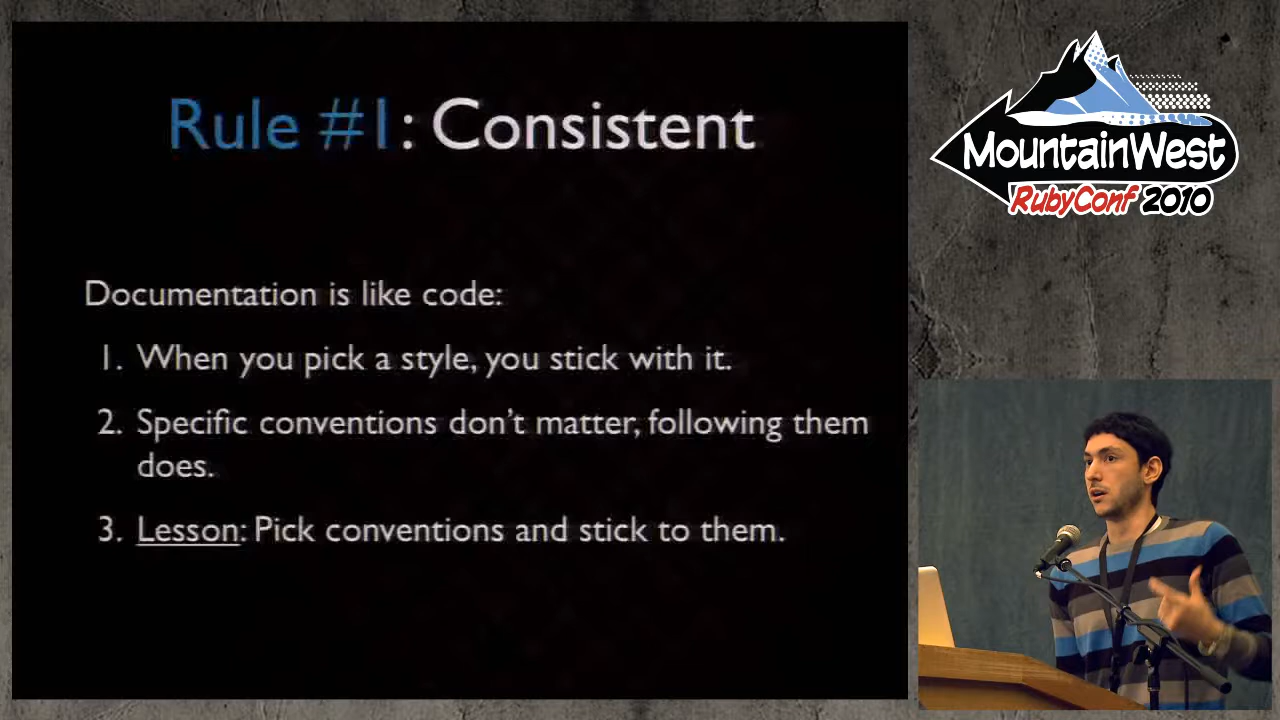 Rule #1: Consistent
Documentation is like code:
1. When you pick a style, you stick with it.
2. Specific conventions don't matter, following them
does.
3. Lesson: Pick conventions and stick to them.
MountainWest
RubyConf 2010